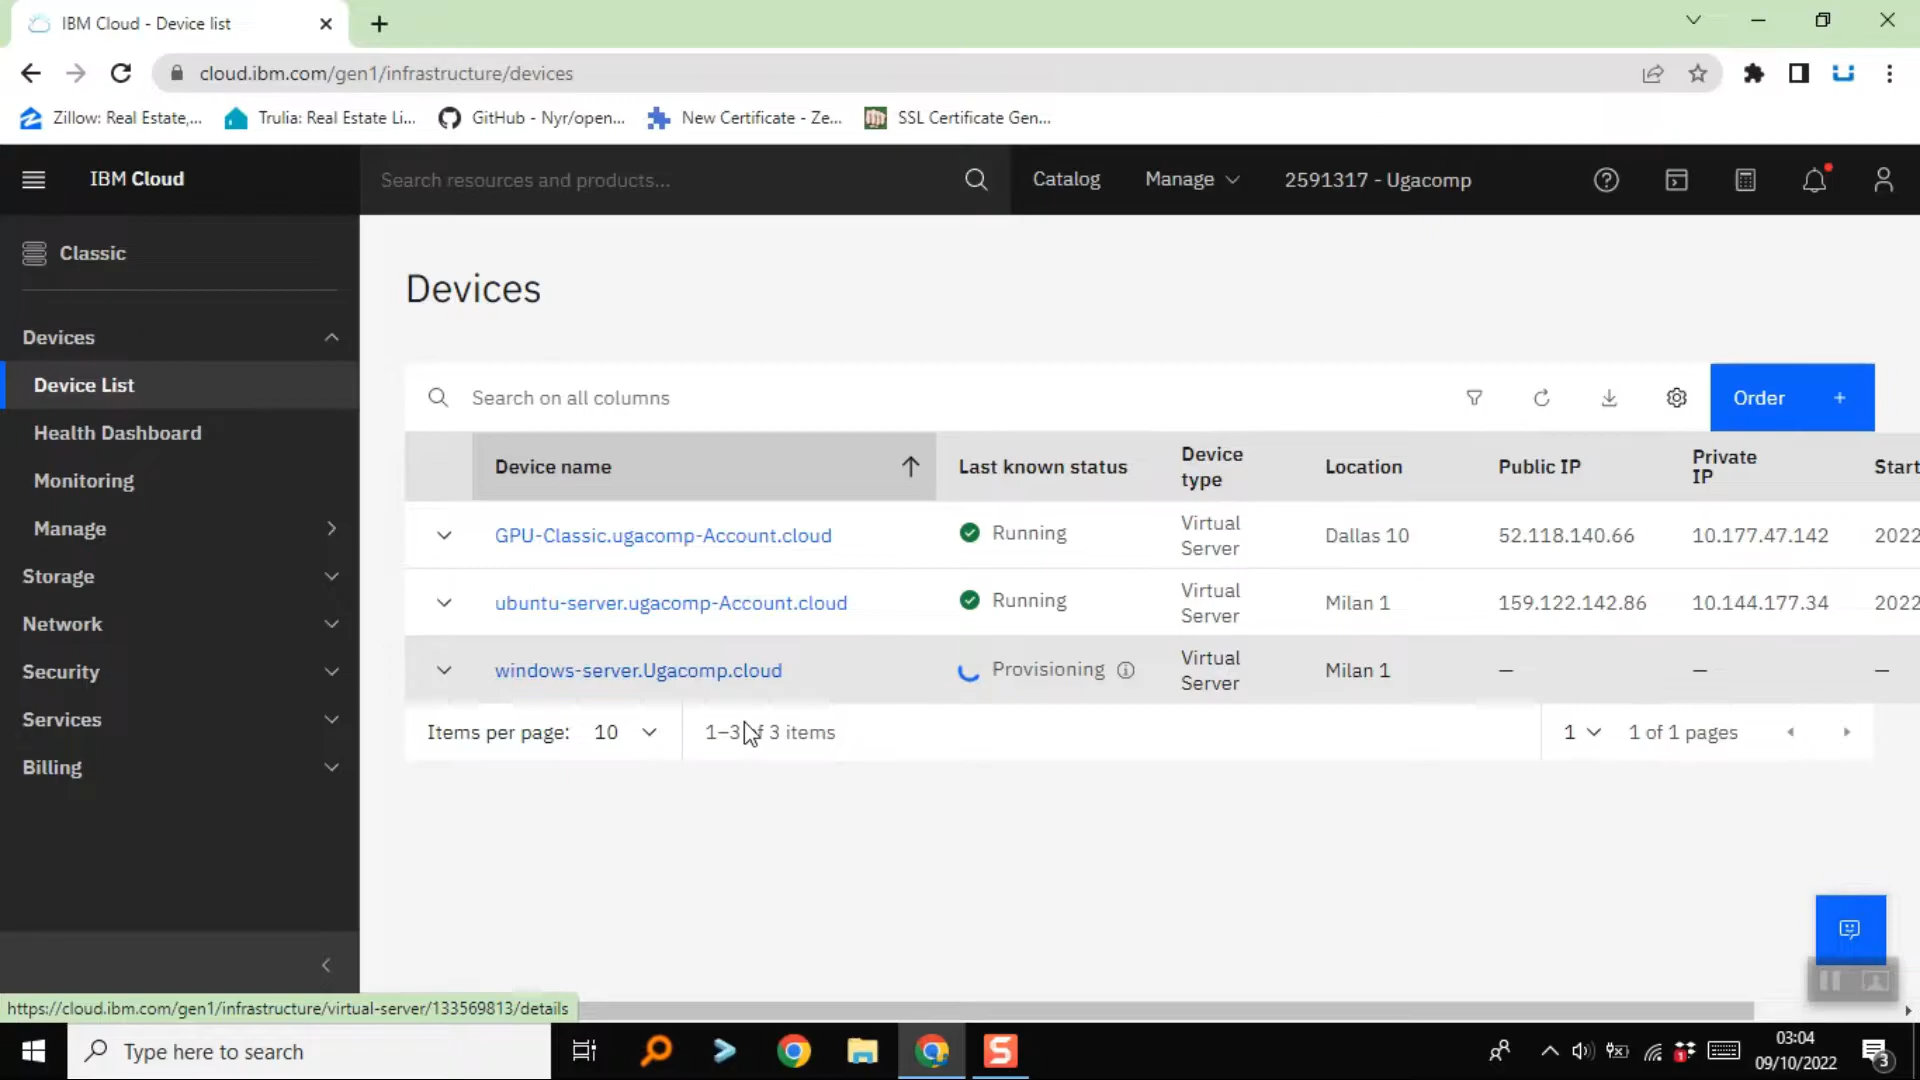 IBM Cloud - Device list
cloud.ibm.com/gen1/infrastructure/devices
Zillow: Real Estate,... Trulia: Real Estate Li... GitHub - Nyr/open... New Certificate - Ze... SSL Certificate Gen...
IBM Cloud Search resources and products... Catalog Manage 2591317 - Ugacomp
Classic
Devices
Device List
Health Dashboard
Monitoring
Manage
Storage
Network
Security
Services
Billing
Devices
Search on all columns Order +
Device name Last known status Device type Location Public IP Private IP Start
GPU-Classic.ugacomp-Account.cloud Running Virtual Server Dallas 10 52.118.140.66 10.177.47.142 2022
ubuntu-server.ugacomp-Account.cloud Running Virtual Server Milan 1 159.122.142.86 10.144.177.34 2022
windows-server.Ugacomp.cloud Provisioning Virtual Server Milan 1 — — —
Items per page: 10 1–3 of 3 items 1 1 of 1 pages
https://cloud.ibm.com/gen1/infrastructure/virtual-server/133569813/details
Type here to search
03:04
09/10/2022
3